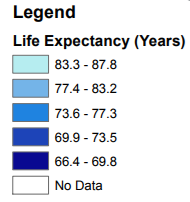 Legend
Life Expectancy (Years)
83.3 - 87.8
77.4 - 83.2
73.6 - 77.3
69.9 - 73.5
66.4 - 69.8
No Data